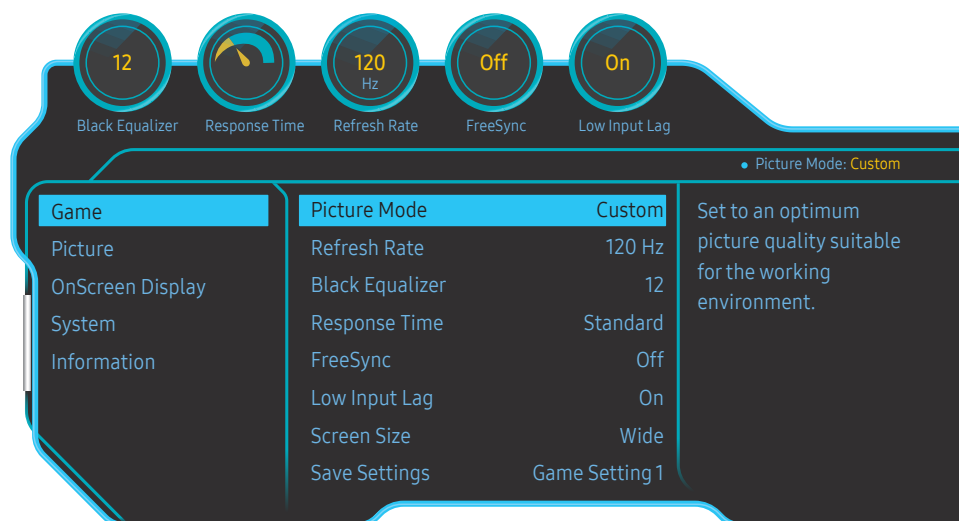 12
120
Hz
Off
On
Black Equalizer
Response Time
Refresh Rate
FreeSync
Low Input Lag
Picture Mode: Custom
Game
Picture
OnScreen Display
System
Information
Picture Mode Custom
Refresh Rate 120 Hz
Black Equalizer 12
Response Time Standard
FreeSync Off
Low Input Lag On
Screen Size Wide
Save Settings Game Setting 1
Set to an optimum
picture quality suitable
for the working
environment.